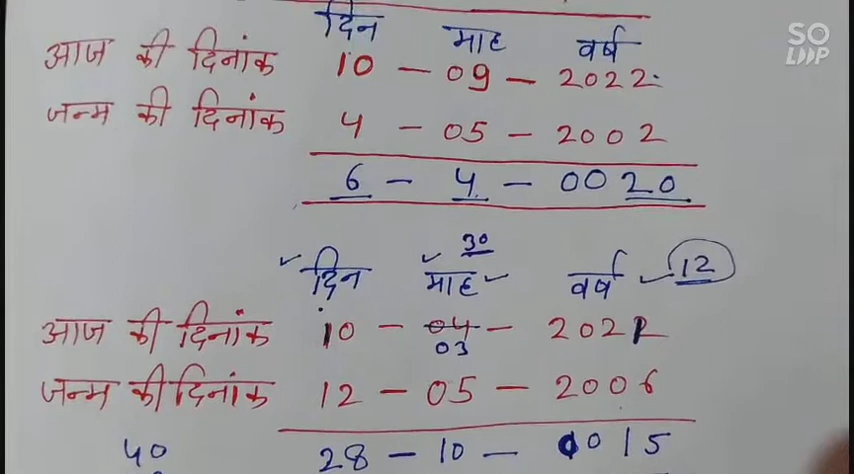 SO LOOP
दिन माह वर्ष
आज की दिनांक 10 - 09 - 2022
जन्म की दिनांक 4 - 05 - 2002
6 - 4 - 0020
30
दिन माह वर्ष 12
आज की दिनांक 10 - 04 -
03
जन्म की दिनांक 12 - 05 - 2006
40 28 - 10 - 0015